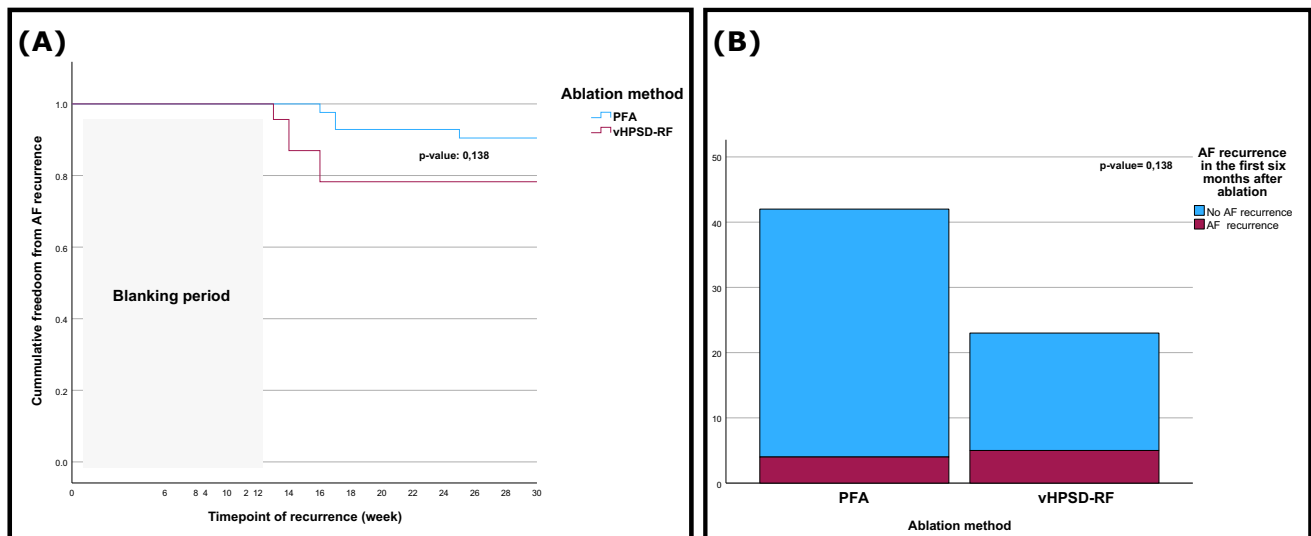 (A)
Ablation method
PFA
vHPSD-RF
p-value: 0,138
Cummulative freedoom from AF recurrence
1.0
0.8
0.6
0.4
0.2
0.0
Blanking period
0 6 8 4 10 2 12 14 16 18 20 22 24 26 28 30
Timepoint of recurrence (week)
(B)
AF recurrence
in the first six
months after
ablation
No AF recurrence
AF recurrence
p-value= 0,138
50
40
30
20
10
0
PFA vHPSD-RF
Ablation method